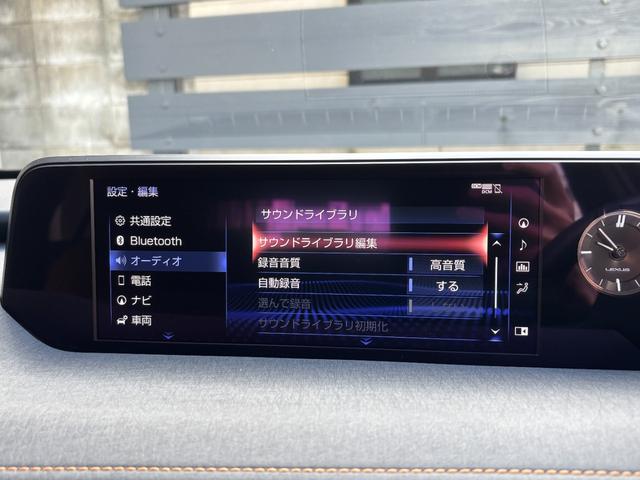 設定・編集
DCM
共通設定
Bluetooth
オーディオ
電話
ナビ
車両
サウンドライブラリ
サウンドライブラリ編集
録音音質 高音質
自動録音 する
選んで録音
サウンドライブラリ初期化
LEXUS